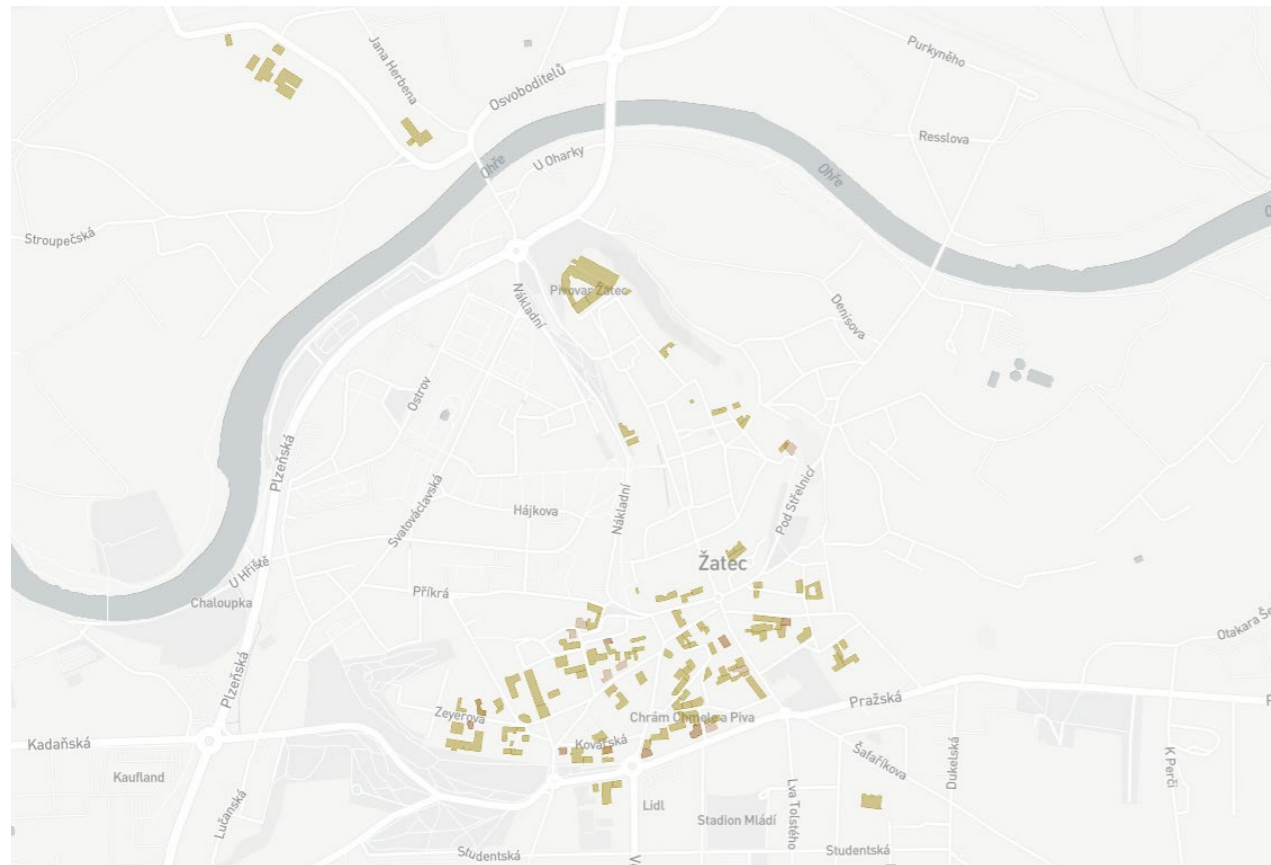 Jana Herbena
Osvoboditelů
Purkyněho
Resslova
U Oharky
Ohře
Ohře
Stroupečská
Pivovar Žatec
Nákladní
Denisova
Ostrov
Plzeňská
Svatováclavská
Hájkova
Nákladní
Pod Střelnicí
Žatec
U Hřiště
Příkrá
Chaloupka
Otakara Še
Plzeňská
Zeyerova
Chrám Chmele a Piva
Pražská
Kadaňská
Kovářská
Šafaříkova
Kaufland
Dukelská
K Perči
Lučanská
Lidl
Lva Tolstého
Stadion Mládí
Studentská
Studentská